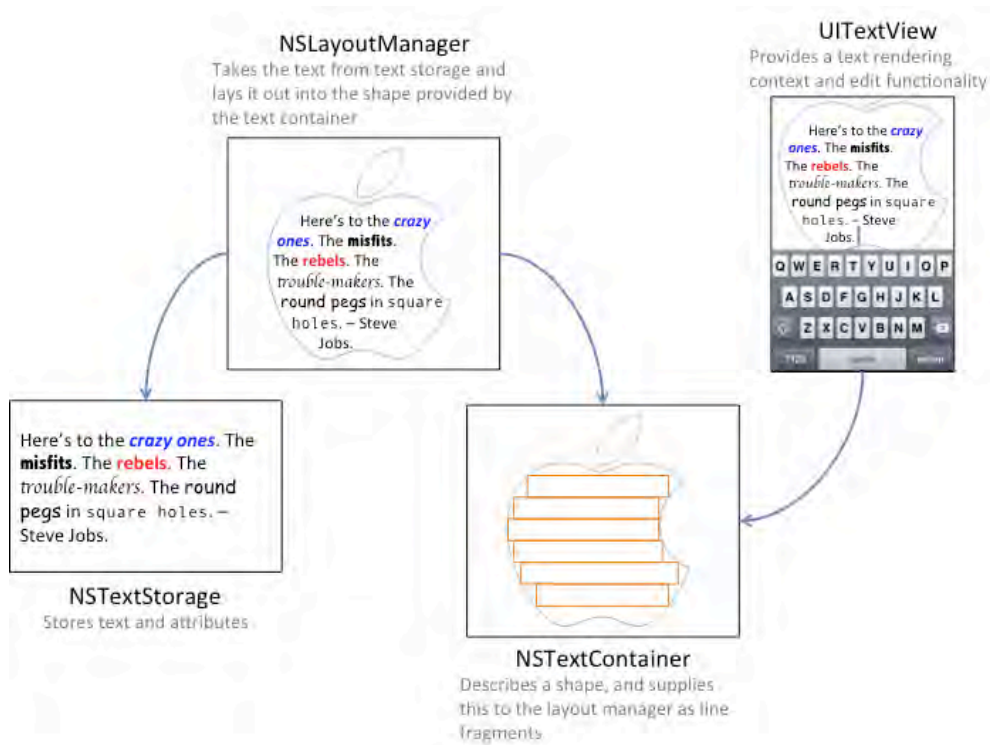 NSLayoutManager
Takes the text from text storage and
lays it out into the shape provided by
the text container
Here's to the crazy
ones. The misfits.
The rebels. The
trouble-makers. The
round pegs in square
holes. – Steve
Jobs.
UITextView
Provides a text rendering
context and edit functionality
Here's to the crazy
ones. The misfits.
The rebels. The
trouble-makers. The
round pegs in square
holes. – Steve
Jobs.
Q W E R T Y U I O P
A S D F G H J K L
Z X C V B N M
Here's to the crazy ones. The
misfits. The rebels. The
trouble-makers. The round
pegs in square holes. –
Steve Jobs.
NSTextStorage
Stores text and attributes
NSTextContainer
Describes a shape, and supplies
this to the layout manager as line
fragments